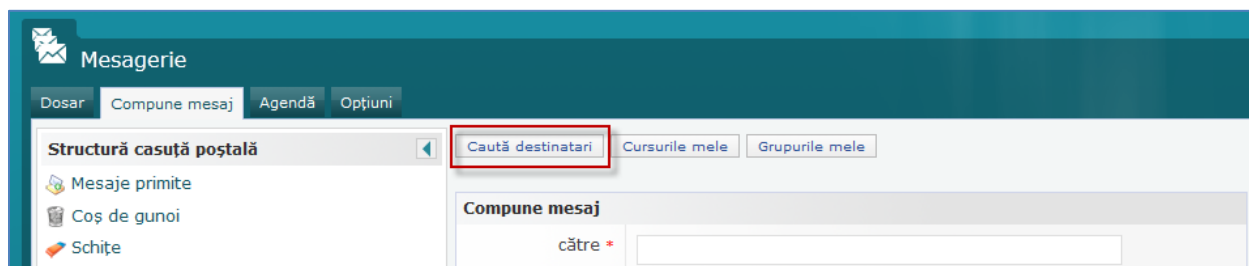 Mesagerie
Dosar Compune mesaj Agendă Opțiuni
Structură casuță poștală
Caută destinatari Cursurile mele Grupurile mele
Mesaje primite
Coș de gunoi
Schițe
Compune mesaj
către *